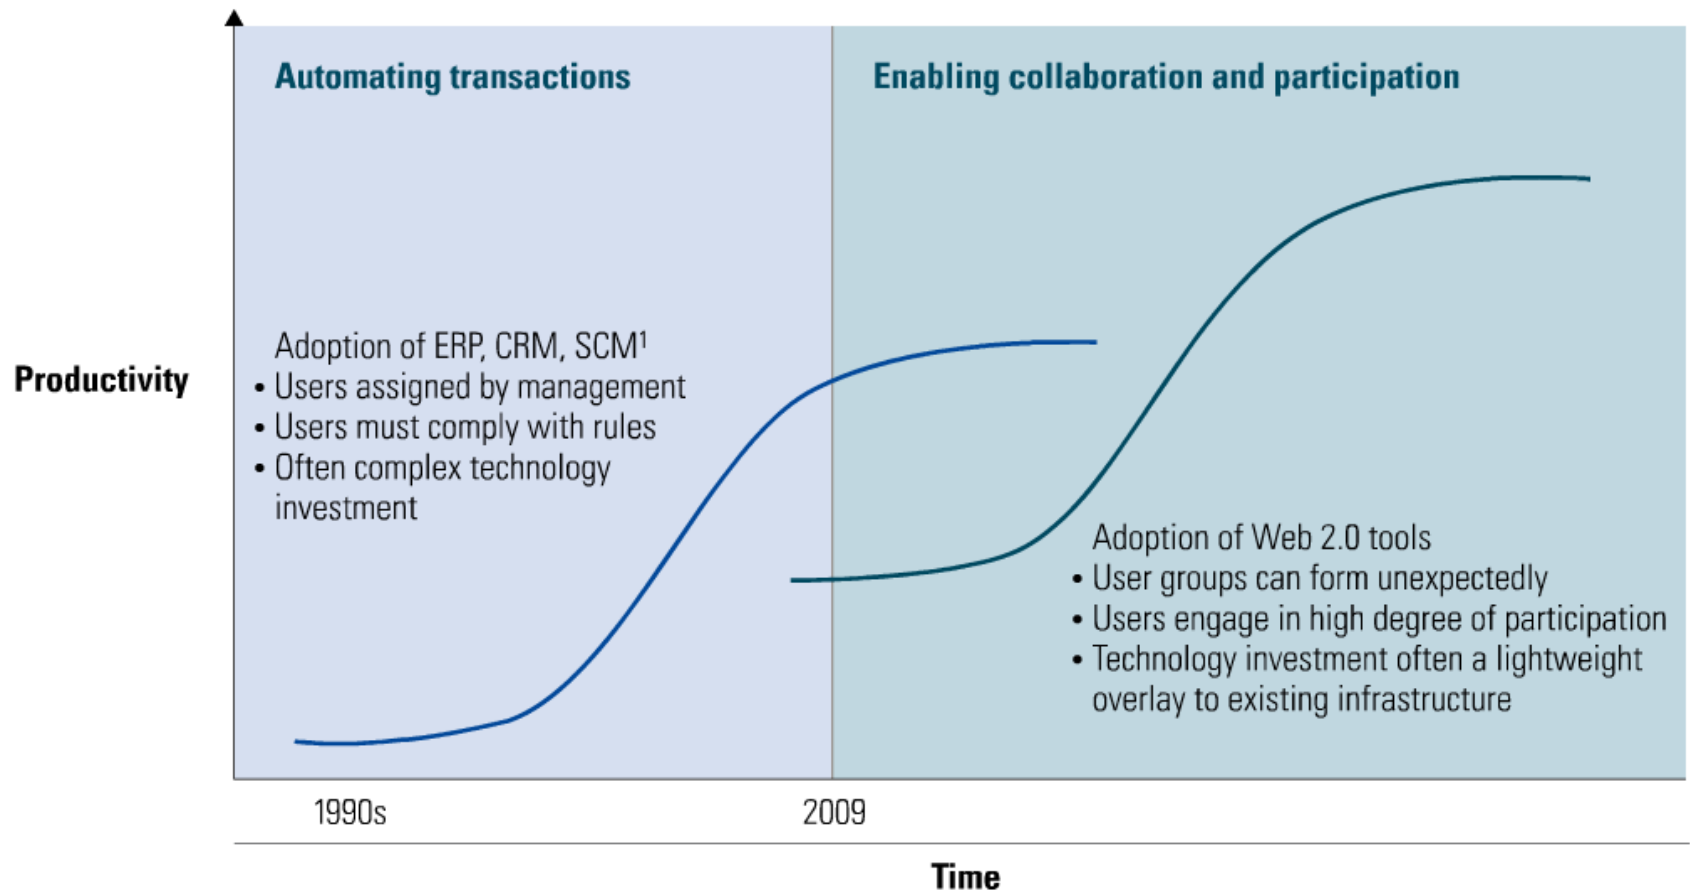 Automating transactions
Enabling collaboration and participation
Adoption of ERP, CRM, SCM¹
• Users assigned by management
• Users must comply with rules
• Often complex technology
investment
Productivity
Adoption of Web 2.0 tools
• User groups can form unexpectedly
• Users engage in high degree of participation
• Technology investment often a lightweight
overlay to existing infrastructure
1990s
2009
Time